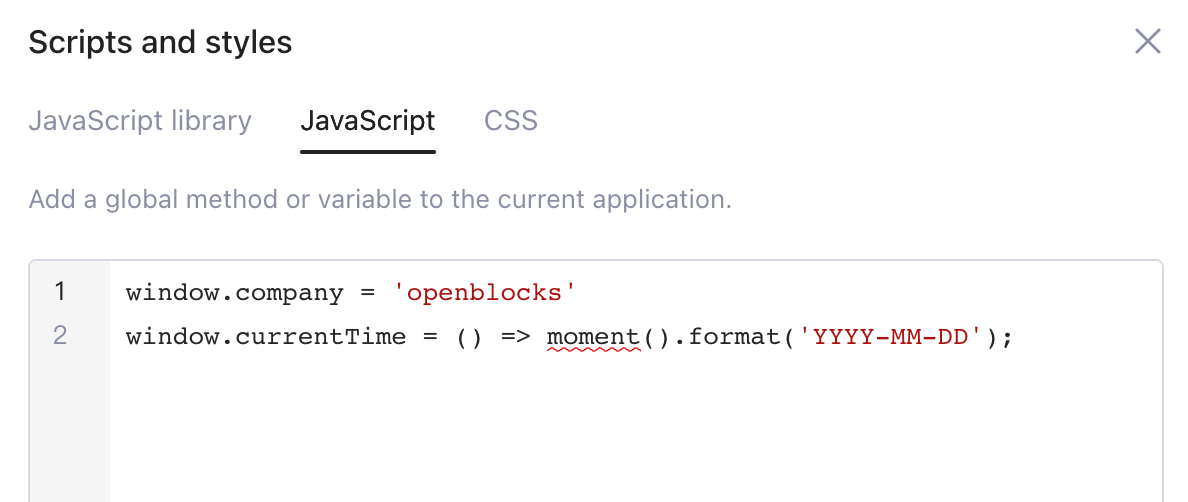 Scripts and styles
JavaScript library JavaScript CSS
Add a global method or variable to the current application.
1 window.company = 'openblocks'
2 window.currentTime = () => moment().format('YYYY-MM-DD');